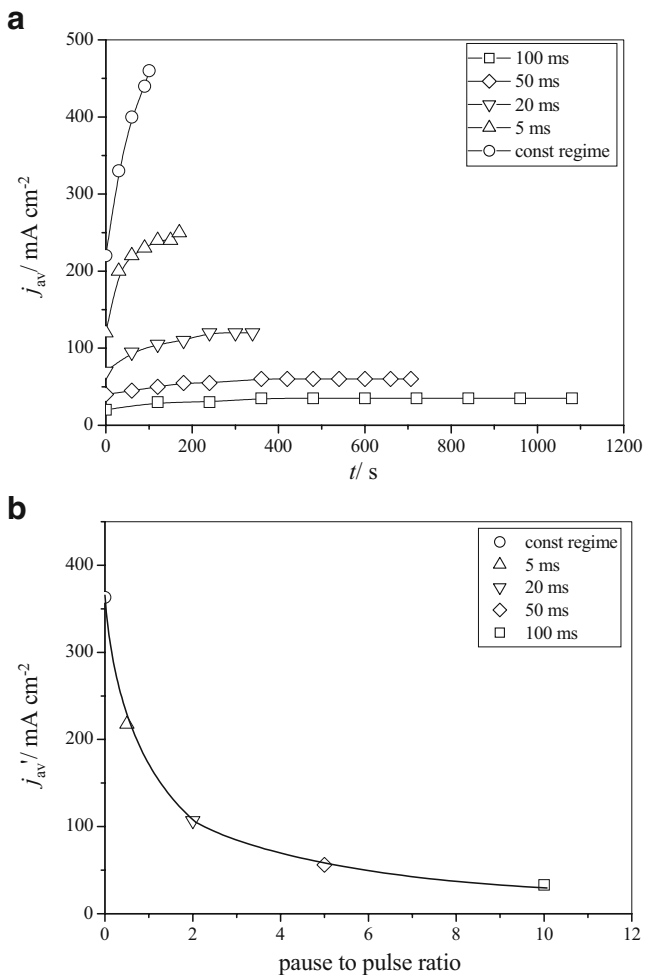 a
500
400
300
200
100
0
j_av/ mA cm⁻²
0 200 400 600 800 1000 1200
t/ s
100 ms
50 ms
20 ms
5 ms
const regime
b
400
300
200
100
0
j_av'/ mA cm⁻²
0 2 4 6 8 10 12
pause to pulse ratio
const regime
5 ms
20 ms
50 ms
100 ms